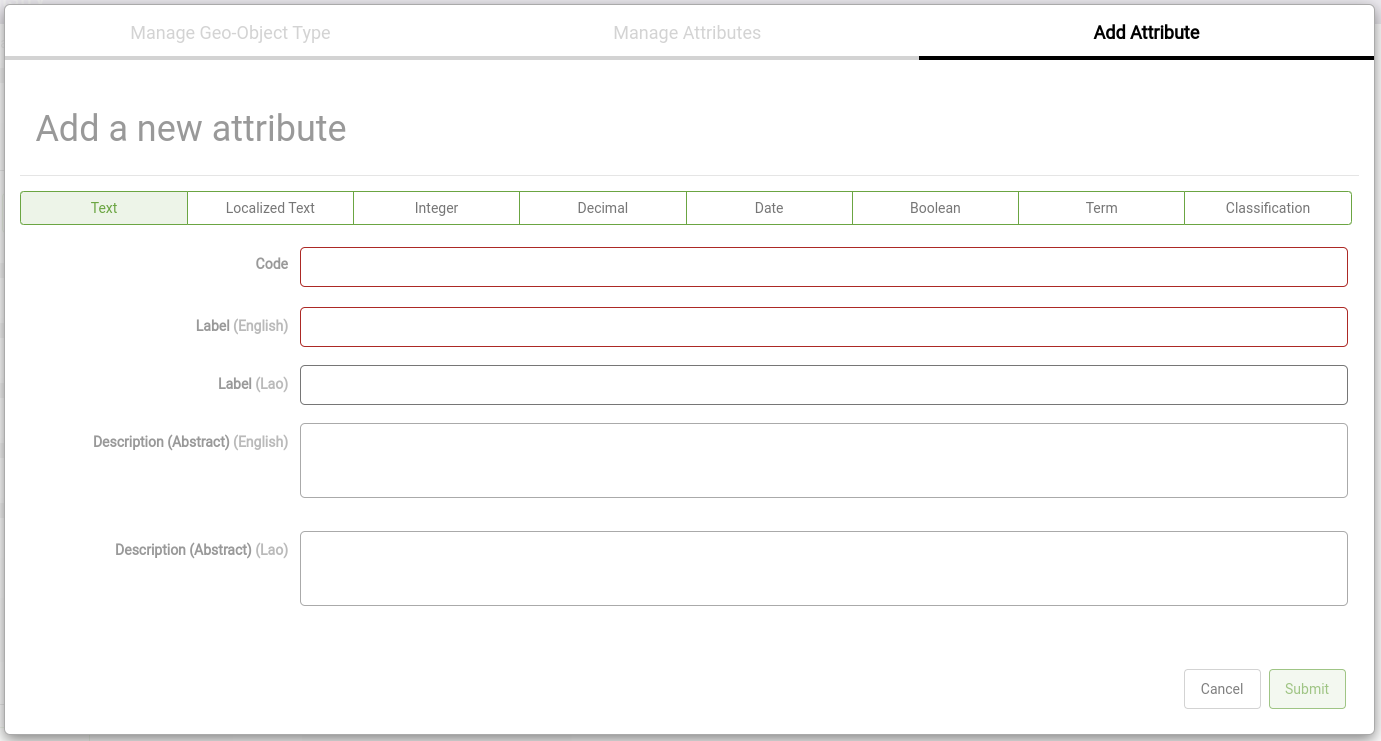 Manage Geo-Object Type Manage Attributes Add Attribute
Add a new attribute
Text Localized Text Integer Decimal Date Boolean Term Classification
Code
Label (English)
Label (Lao)
Description (Abstract) (English)
Description (Abstract) (Lao)
Cancel Submit